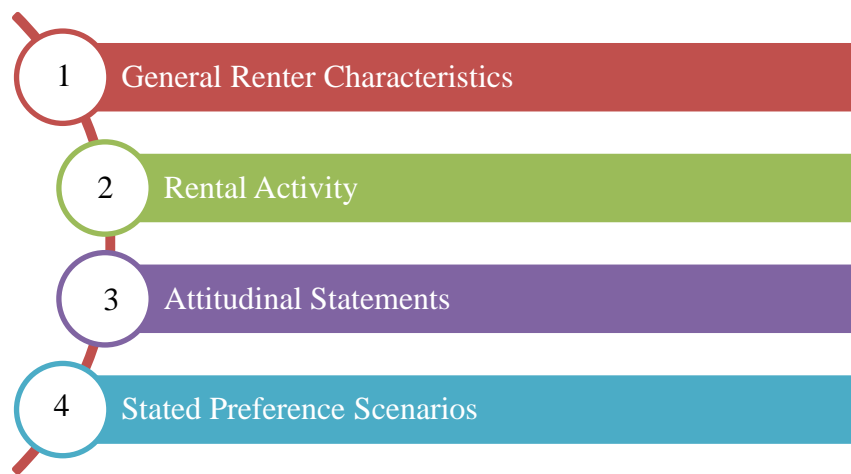 1 General Renter Characteristics
2 Rental Activity
3 Attitudinal Statements
4 Stated Preference Scenarios